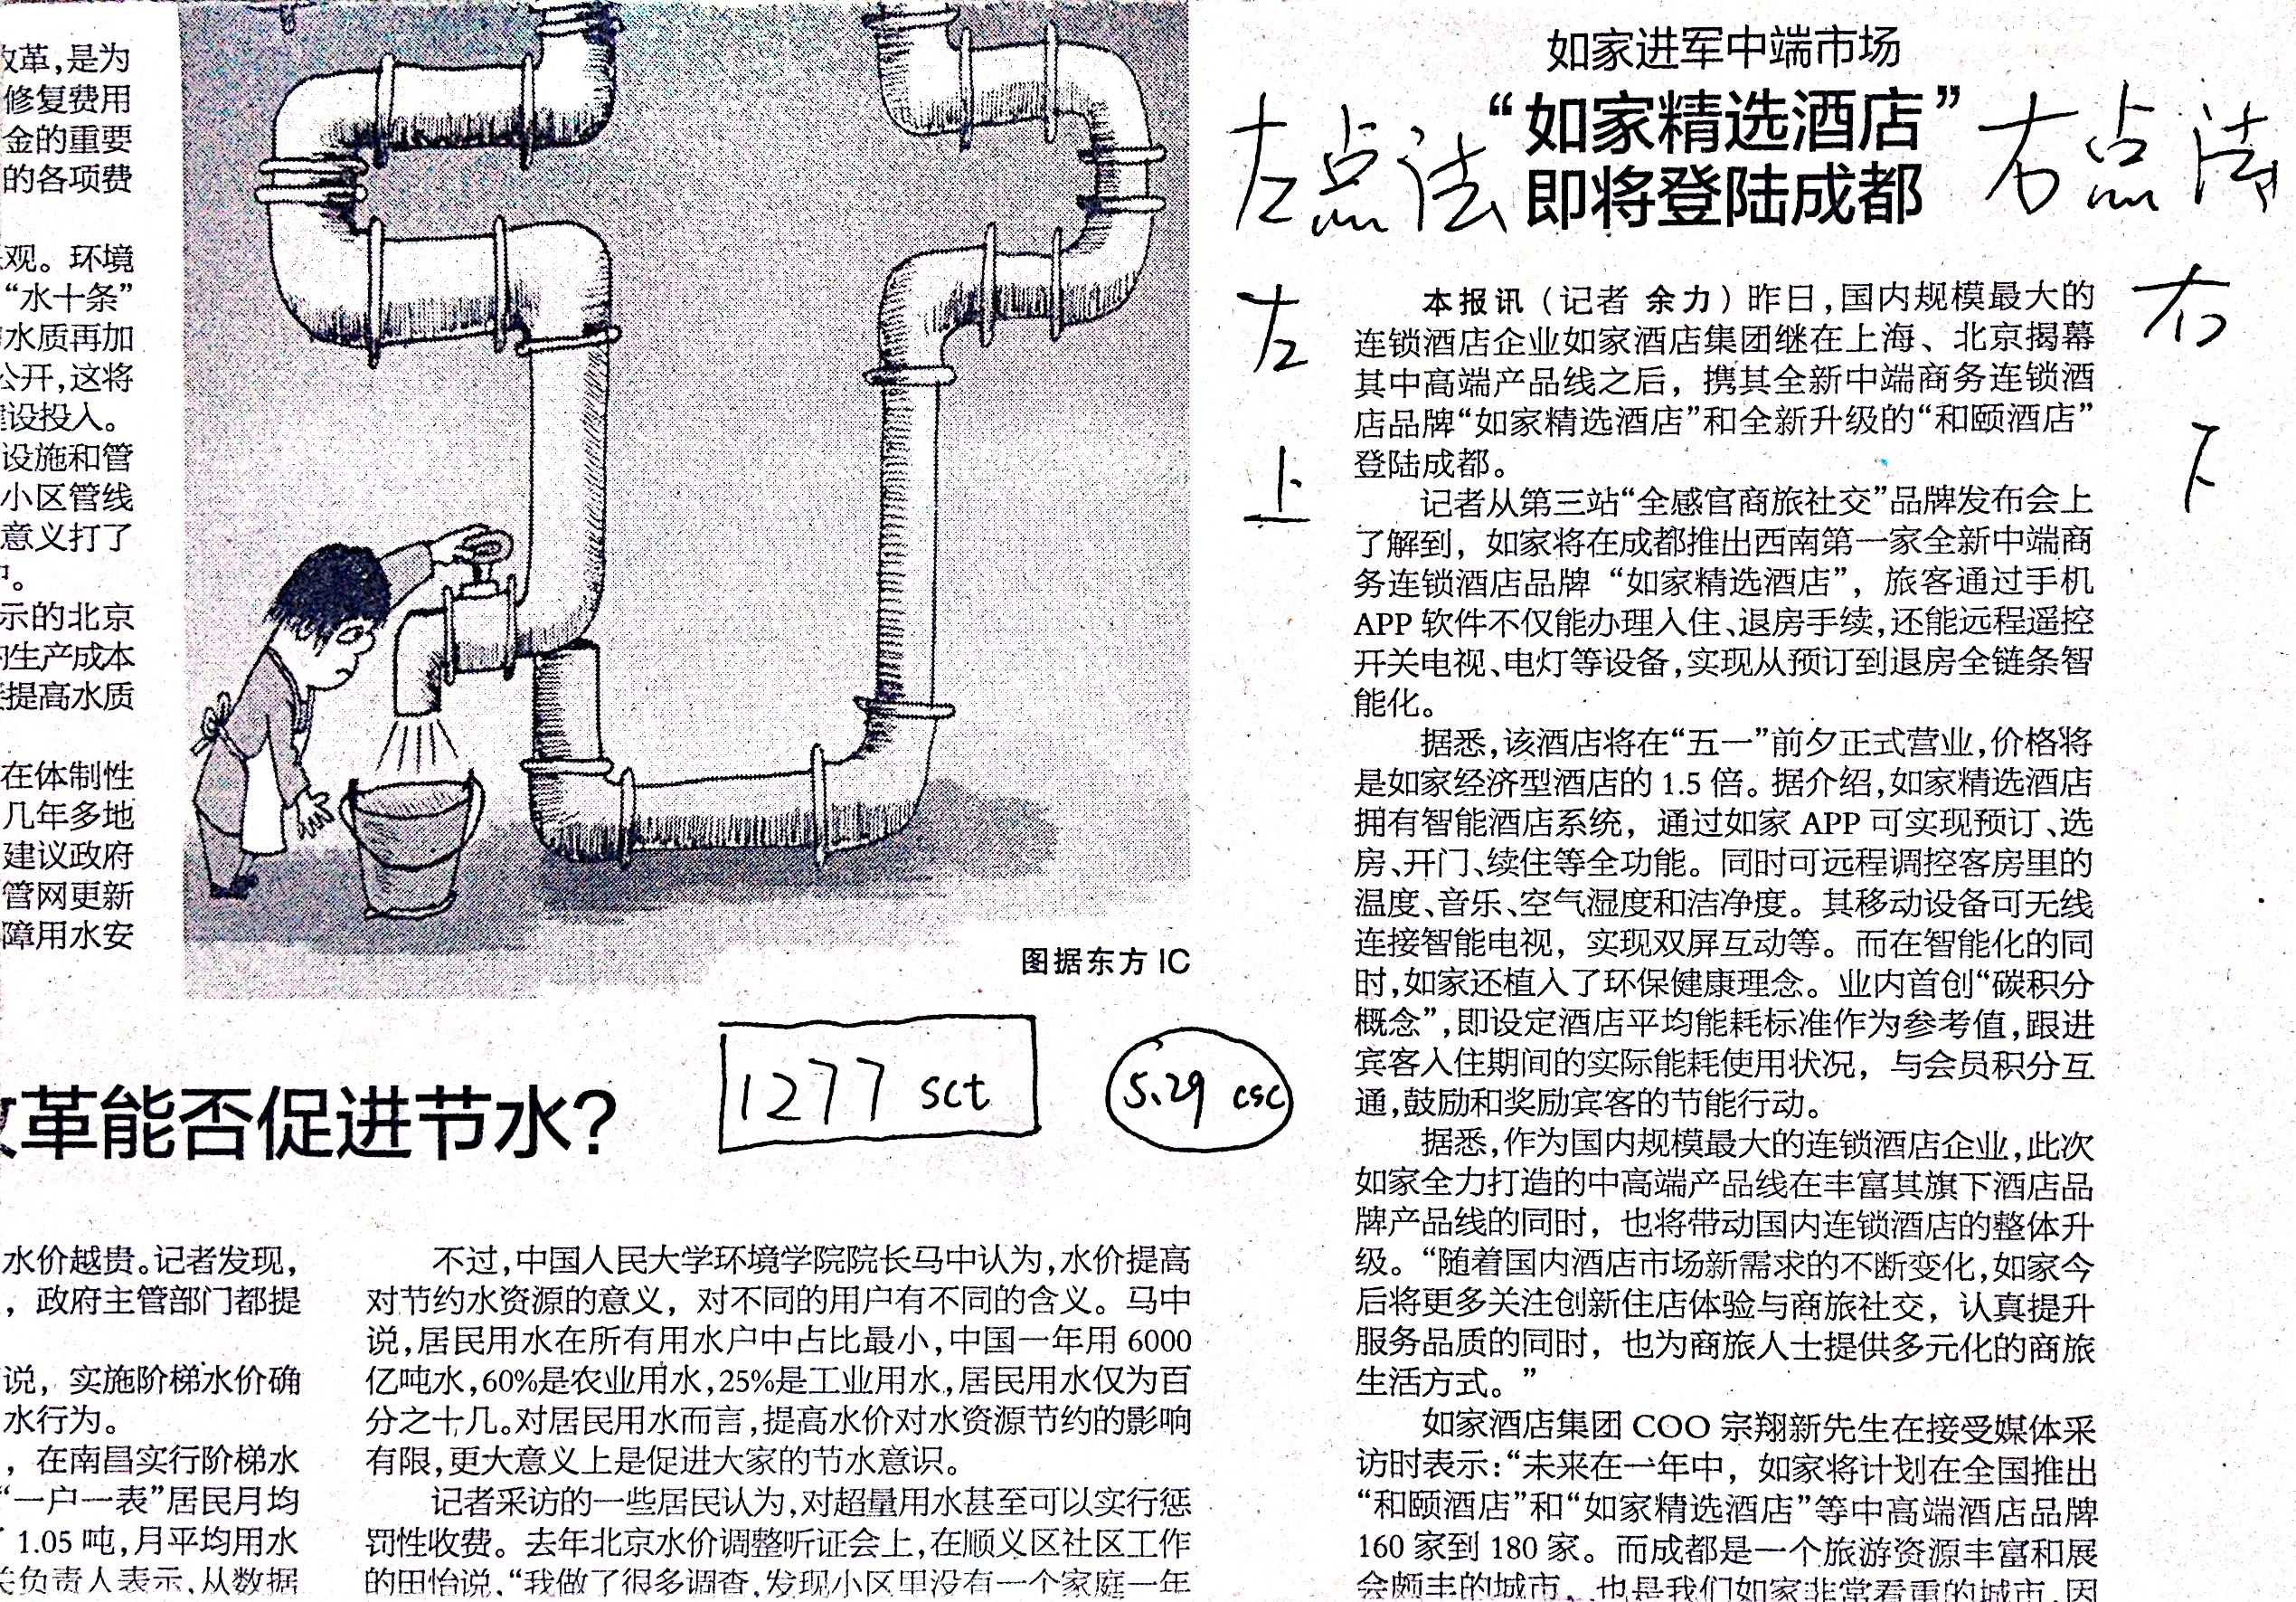 改革,是为
修复费用
金的重要
的各项费
观。环境
“水十条”
水质再加
公开,这将
建设投入。
设施和管
小区管线
意义打了
中。
示的北京
的生产成本
提高水质
在体制性
几年多地
建议政府
管网更新
障用水安
图据东方 IC
1277 sct
5.29 csc
改革能否促进节水?
水价越贵。记者发现,
,政府主管部门都提
说,实施阶梯水价确
水行为。
,在南昌实行阶梯水
“一户一表”居民月均
1.05 吨,月平均用水
关负责人表示,从数据
不过,中国人民大学环境学院院长马中认为,水价提高
对节约水资源的意义,对不同的用户有不同的含义。马中
说,居民用水在所有用水户中占比最小,中国一年用 6000
亿吨水,60%是农业用水,25%是工业用水,居民用水仅为百
分之十几。对居民用水而言,提高水价对水资源节约的影响
有限,更大意义上是促进大家的节水意识。
记者采访的一些居民认为,对超量用水甚至可以实行惩
罚性收费。去年北京水价调整听证会上,在顺义区社区工作
的田怡说,“我做了很多调查,发现小区里没有一个家庭一年
如家进军中端市场
“如家精选酒店”
即将登陆成都
左点法
右点法
左
上
右
下
本报讯(记者 余力)昨日,国内规模最大的
连锁酒店企业如家酒店集团继在上海、北京揭幕
其中高端产品线之后,携其全新中端商务连锁酒
店品牌“如家精选酒店”和全新升级的“和颐酒店”
登陆成都。
记者从第三站“全感官商旅社交”品牌发布会上
了解到,如家将在成都推出西南第一家全新中端商
务连锁酒店品牌“如家精选酒店”,旅客通过手机
APP 软件不仅能办理入住、退房手续,还能远程遥控
开关电视、电灯等设备,实现从预订到退房全链条智
能化。
据悉,该酒店将在“五一”前夕正式营业,价格将
是如家经济型酒店的 1.5 倍。据介绍,如家精选酒店
拥有智能酒店系统,通过如家 APP 可实现预订、选
房、开门、续住等全功能。同时可远程调控客房里的
温度、音乐、空气湿度和洁净度。其移动设备可无线
连接智能电视,实现双屏互动等。而在智能化的同
时,如家还植入了环保健康理念。业内首创“碳积分
概念”,即设定酒店平均能耗标准作为参考值,跟进
宾客入住期间的实际能耗使用状况,与会员积分互
通,鼓励和奖励宾客的节能行动。
据悉,作为国内规模最大的连锁酒店企业,此次
如家全力打造的中高端产品线在丰富其旗下酒店品
牌产品线的同时,也将带动国内连锁酒店的整体升
级。“随着国内酒店市场新需求的不断变化,如家今
后将更多关注创新住店体验与商旅社交,认真提升
服务品质的同时,也为商旅人士提供多元化的商旅
生活方式。”
如家酒店集团 COO 宗翔新先生在接受媒体采
访时表示:“未来在一年中,如家将计划在全国推出
“和颐酒店”和“如家精选酒店”等中高端酒店品牌
160 家到 180 家。而成都是一个旅游资源丰富和展
会颇丰的城市,也是我们如家非常看重的城市,因